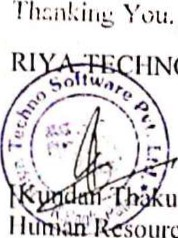 Thanking You.
RIYA TECHNO
Techno Software Pvt. Ltd.
[Kundan Thaku
Human Resourc